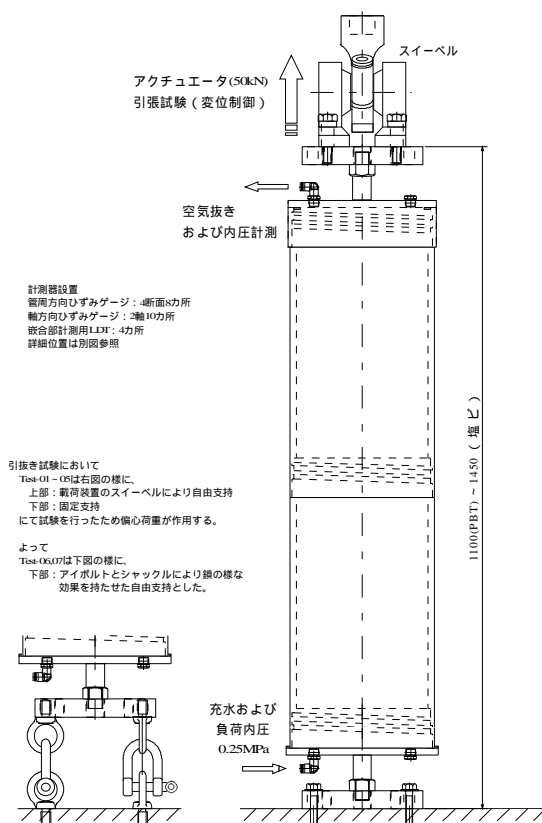 スイーベル
アクチュエータ(50kN)
引張試験（変位制御）
空気抜き
および内圧計測
計測器設置
管周方向ひずみゲージ：4断面8カ所
軸方向ひずみゲージ：2軸10カ所
嵌合部計測用LDT：4カ所
詳細位置は別図参照
1100(PBT) ~ 1450（塩ビ）
引抜き試験において
Test-01~05は右図の様に、
上部：載荷装置のスイーベルにより自由支持
下部：固定支持
にて試験を行ったため偏心荷重が作用する。
よって
Test-06,07は下図の様に、
下部：アイボルトとシャックルにより鎖の様な
効果を持たせた自由支持とした。
充水および
負荷内圧
0.25MPa